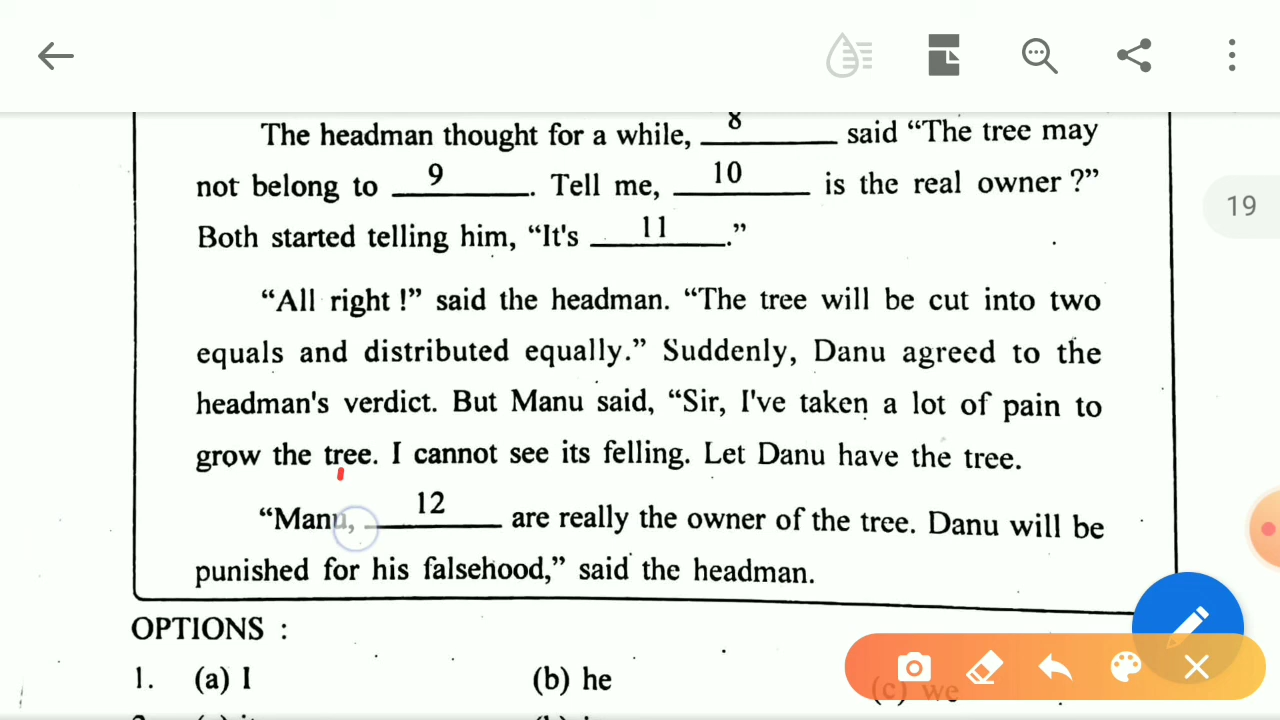 The headman thought for a while, 8 said “The tree may
19
not belong to 9. Tell me, 10 is the real owner ?”
Both started telling him, “It's 11.”
“All right !” said the headman. “The tree will be cut into two
equals and distributed equally.” Suddenly, Danu agreed to the
headman's verdict. But Manu said, “Sir, I've taken a lot of pain to
grow the tree. I cannot see its felling. Let Danu have the tree.
“Manu, 12 are really the owner of the tree. Danu will be
punished for his falsehood,” said the headman.
OPTIONS :
1. (a) I (b) he (c) we